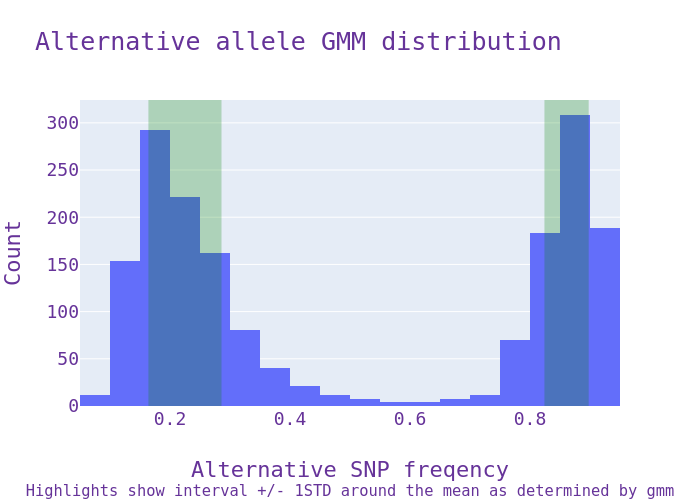 Alternative allele GMM distribution
Count
300
250
200
150
100
50
0
0.2 0.4 0.6 0.8
Alternative SNP freqency
Highlights show interval +/- 1STD around the mean as determined by gmm